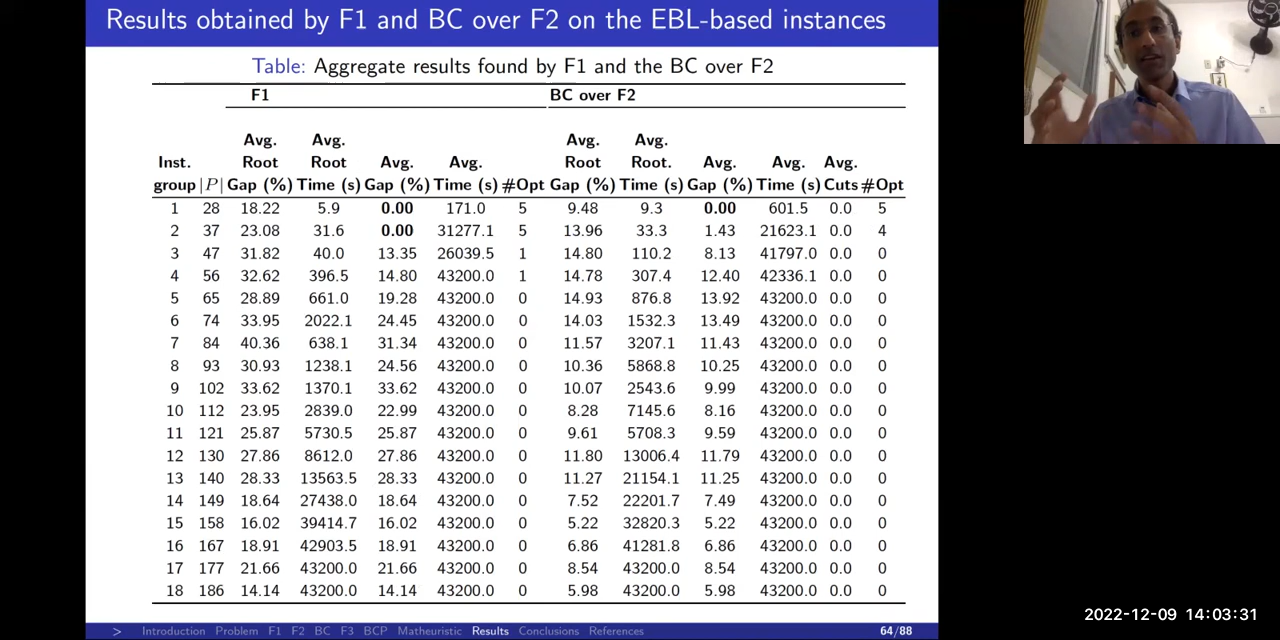 Results obtained by F1 and BC over F2 on the EBL-based instances
Table: Aggregate results found by F1 and the BC over F2
F1 BC over F2
Avg. Avg. Avg. Avg.
Inst. Root Root Avg. Avg. Root Root. Avg. Avg. Avg.
group |P| Gap (%) Time (s) Gap (%) Time (s) #Opt Gap (%) Time (s) Gap (%) Time (s) Cuts #Opt
1 28 18.22 5.9 0.00 171.0 5 9.48 9.3 0.00 601.5 0.0 5
2 37 23.08 31.6 0.00 31277.1 5 13.96 33.3 1.43 21623.1 0.0 4
3 47 31.82 40.0 13.35 26039.5 1 14.80 110.2 8.13 41797.0 0.0 0
4 56 32.62 396.5 14.80 43200.0 1 14.78 307.4 12.40 42336.1 0.0 0
5 65 28.89 661.0 19.28 43200.0 0 14.93 876.8 13.92 43200.0 0.0 0
6 74 33.95 2022.1 24.45 43200.0 0 14.03 1532.3 13.49 43200.0 0.0 0
7 84 40.36 638.1 31.34 43200.0 0 11.57 3207.1 11.43 43200.0 0.0 0
8 93 30.93 1238.1 24.56 43200.0 0 10.36 5868.8 10.25 43200.0 0.0 0
9 102 33.62 1370.1 33.62 43200.0 0 10.07 2543.6 9.99 43200.0 0.0 0
10 112 23.95 2839.0 22.99 43200.0 0 8.28 7145.6 8.16 43200.0 0.0 0
11 121 25.87 5730.5 25.87 43200.0 0 9.61 5708.3 9.59 43200.0 0.0 0
12 130 27.86 8612.0 27.86 43200.0 0 11.80 13006.4 11.79 43200.0 0.0 0
13 140 28.33 13563.5 28.33 43200.0 0 11.27 21154.1 11.25 43200.0 0.0 0
14 149 18.64 27438.0 18.64 43200.0 0 7.52 22201.7 7.49 43200.0 0.0 0
15 158 16.02 39414.7 16.02 43200.0 0 5.22 32820.3 5.22 43200.0 0.0 0
16 167 18.91 42903.5 18.91 43200.0 0 6.86 41281.8 6.86 43200.0 0.0 0
17 177 21.66 43200.0 21.66 43200.0 0 8.54 43200.0 8.54 43200.0 0.0 0
18 186 14.14 43200.0 14.14 43200.0 0 5.98 43200.0 5.98 43200.0 0.0 0
> Introduction Problem F1 F2 BC F3 BCP Matheuristic Results Conclusions References 64/88
2022-12-09 14:03:31